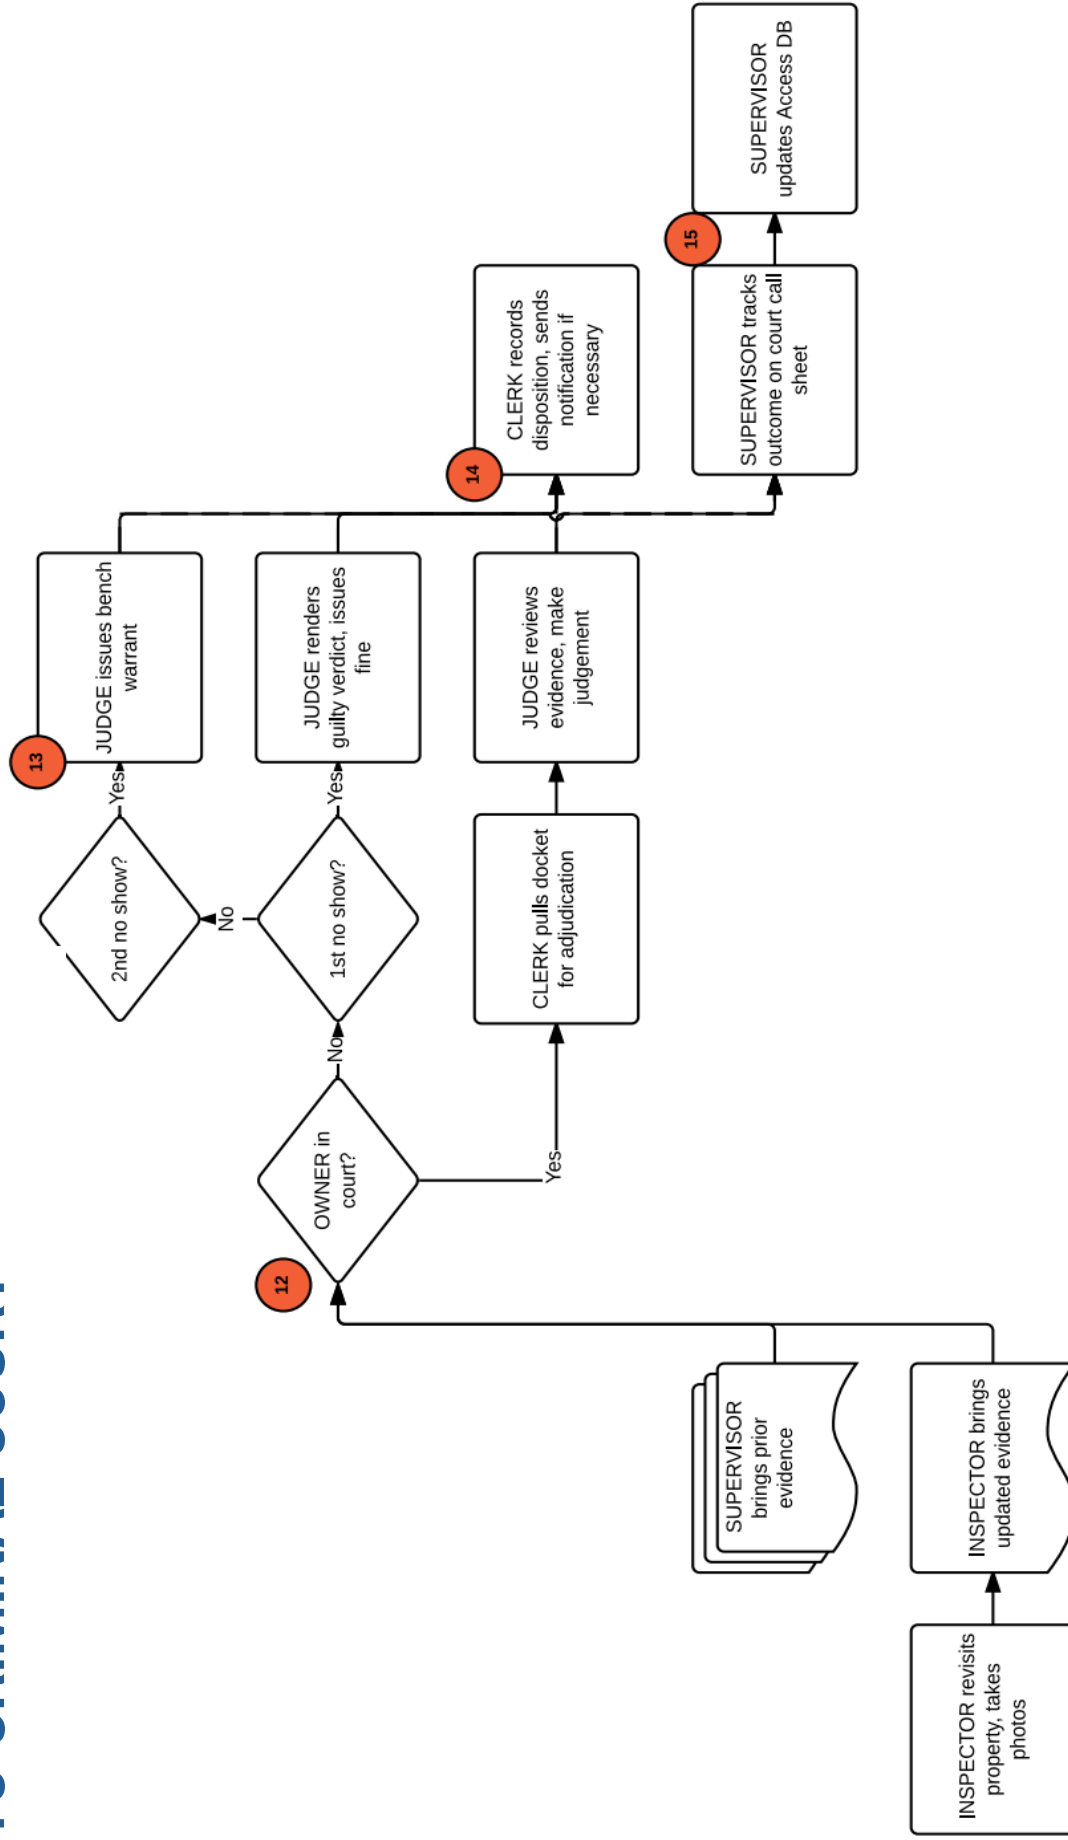 TO CRIMINAL COURT
INSPECTOR revisits
property, takes
photos
INSPECTOR brings
updated evidence
SUPERVISOR
brings prior
evidence
12
OWNER in
court?
No
Yes
1st no show?
No
Yes
2nd no show?
Yes
CLERK pulls docket
for adjudication
13
JUDGE issues bench
warrant
JUDGE renders
guilty verdict, issues
fine
JUDGE reviews
evidence, make
judgement
14
CLERK records
disposition, sends
notification if
necessary
SUPERVISOR tracks
outcome on court call
sheet
15
SUPERVISOR
updates Access DB